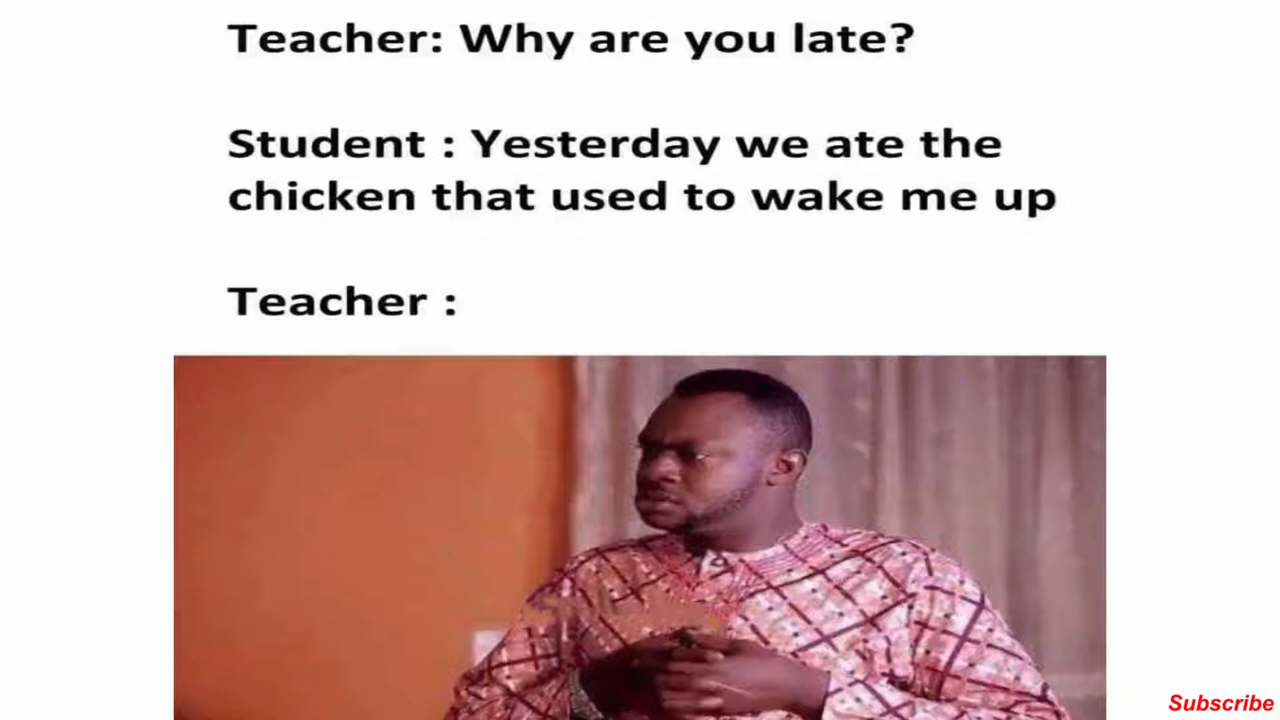 Teacher: Why are you late?
Student : Yesterday we ate the
chicken that used to wake me up
Teacher :
Subscribe